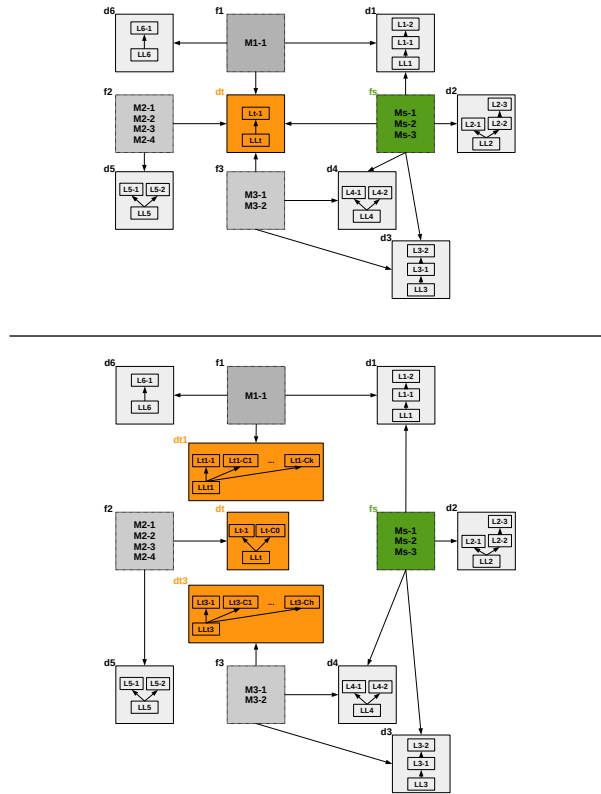 d6
f1
d1
L6-1
LL6
M1-1
L1-2
L1-1
LL1
f2
dt
fs
d2
M2-1
M2-2
M2-3
M2-4
Lt-1
LLt
Ms-1
Ms-2
Ms-3
L2-3
L2-1
L2-2
LL2
d5
f3
d4
L5-1
L5-2
LL5
M3-1
M3-2
L4-1
L4-2
LL4
d3
L3-2
L3-1
LL3
d6
f1
d1
L6-1
LL6
M1-1
L1-2
L1-1
LL1
dt1
Lt1-1
Lt1-C1
...
Lt1-Ck
LLt1
f2
dt
fs
d2
M2-1
M2-2
M2-3
M2-4
Lt-1
Lt-C0
LLt
Ms-1
Ms-2
Ms-3
L2-3
L2-1
L2-2
LL2
dt3
Lt3-1
Lt3-C1
...
Lt3-Ch
LLt3
d5
f3
d4
L5-1
L5-2
LL5
M3-1
M3-2
L4-1
L4-2
LL4
d3
L3-2
L3-1
LL3